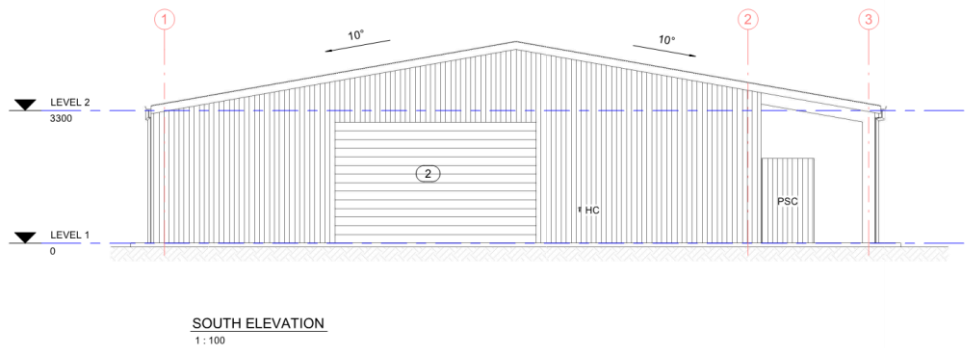 1
2
3
10°
10°
LEVEL 2
3300
2
HC
PSC
LEVEL 1
0
SOUTH ELEVATION
1 : 100